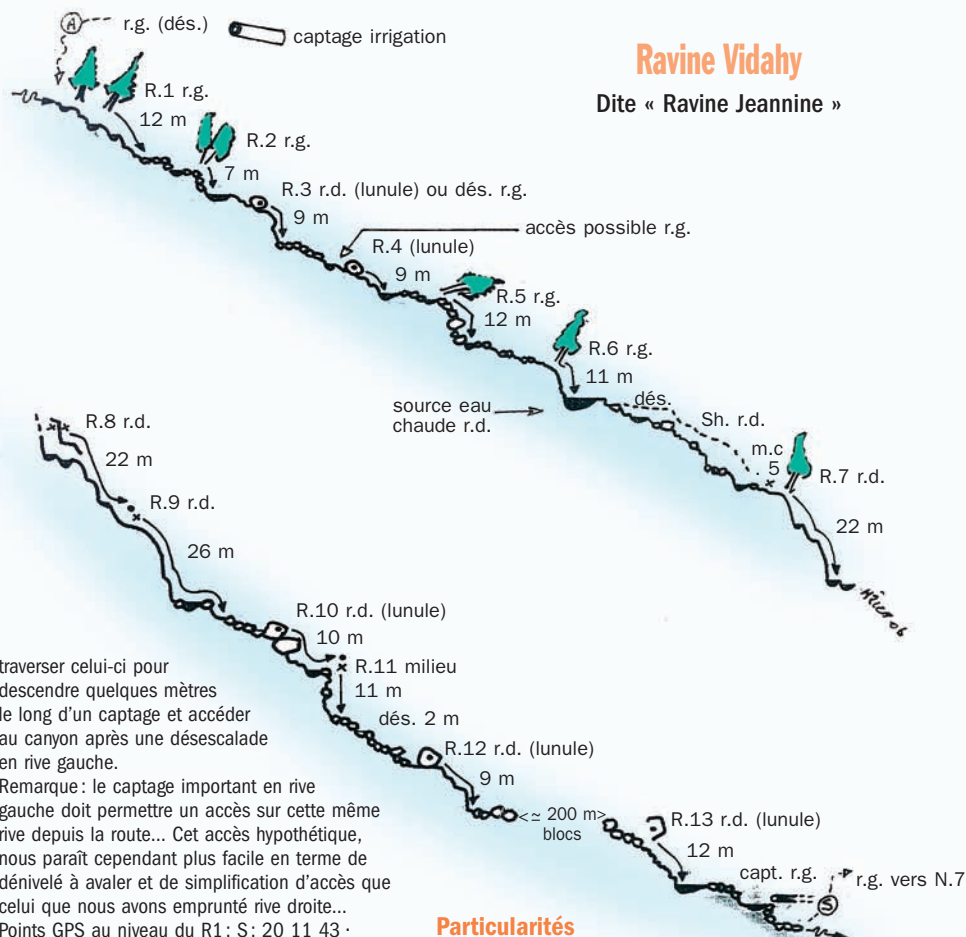 Ravine Vidahy
Dite « Ravine Jeannine »
A
r.g. (dés.)
captage irrigation
R.1 r.g.
12 m
R.2 r.g.
7 m
R.3 r.d. (lunule) ou dés. r.g.
9 m
accès possible r.g.
R.4 (lunule)
9 m
R.5 r.g.
12 m
R.6 r.g.
11 m
source eau
chaude r.d.
dés.
Sh. r.d.
m.c
. 5
R.7 r.d.
22 m
R.8 r.d.
22 m
R.9 r.d.
26 m
R.10 r.d. (lunule)
10 m
R.11 milieu
11 m
dés. 2 m
R.12 r.d. (lunule)
9 m
<≃ 200 m>
blocs
R.13 r.d. (lunule)
12 m
capt. r.g.
r.g. vers N.7
S
traverser celui-ci pour
descendre quelques mètres
le long d'un captage et accéder
au canyon après une désescalade
en rive gauche.
Remarque : le captage important en rive
gauche doit permettre un accès sur cette même
rive depuis la route... Cet accès hypothétique,
nous paraît cependant plus facile en terme de
dénivelé à avaler et de simplification d'accès que
celui que nous avons emprunté rive droite...
Points GPS au niveau du R1 : S : 20 11 43 ·
Particularités